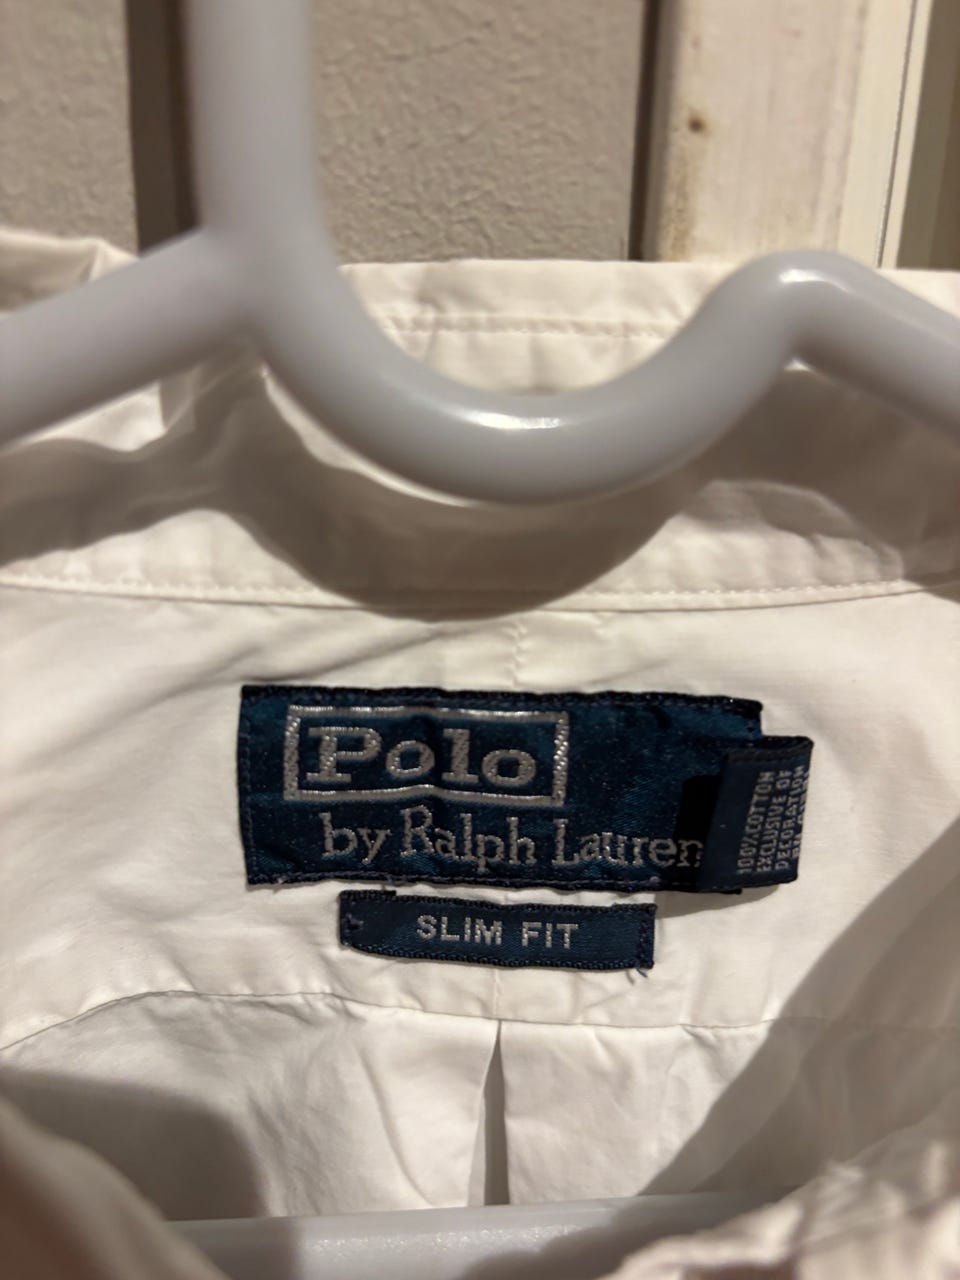 Polo
by Ralph Lauren
100% COTTON
EXCLUSIVE OF
DECORATION
SLIM FIT